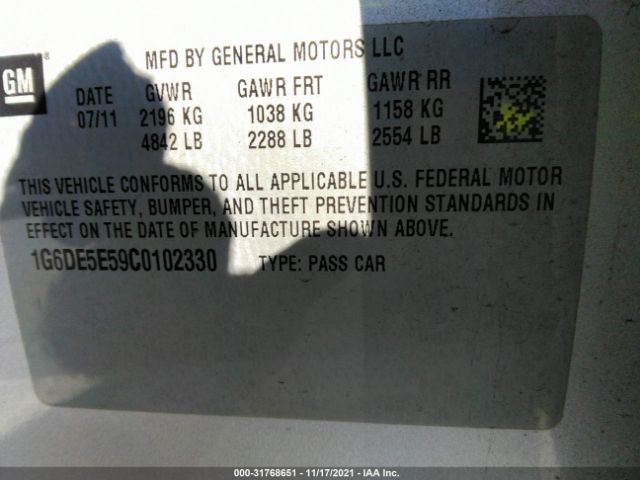 GM
®
MFD BY GENERAL MOTORS LLC
DATE GVWR GAWR FRT GAWR RR
07/11 2196 KG 1038 KG 1158 KG
4842 LB 2288 LB 2554 LB
THIS VEHICLE CONFORMS TO ALL APPLICABLE U.S. FEDERAL MOTOR
VEHICLE SAFETY, BUMPER, AND THEFT PREVENTION STANDARDS IN
EFFECT ON THE DATE OF MANUFACTURE SHOWN ABOVE.
1G6DE5E59C0102330 TYPE: PASS CAR
000-31768651 - 11/17/2021 - IAA Inc.